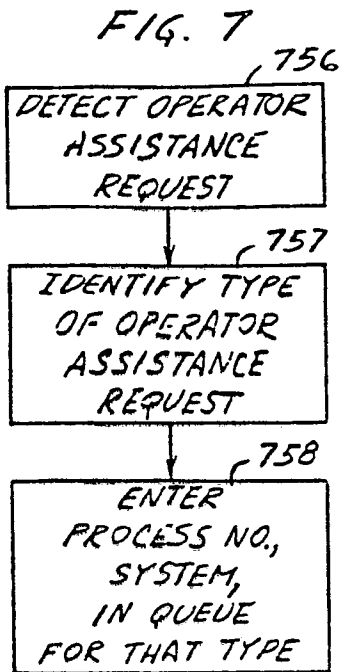 FIG. 7
756
DETECT OPERATOR
ASSISTANCE
REQUEST
757
IDENTIFY TYPE
OF OPERATOR
ASSISTANCE
REQUEST
758
ENTER
PROCESS NO.,
SYSTEM,
IN QUEUE
FOR THAT TYPE